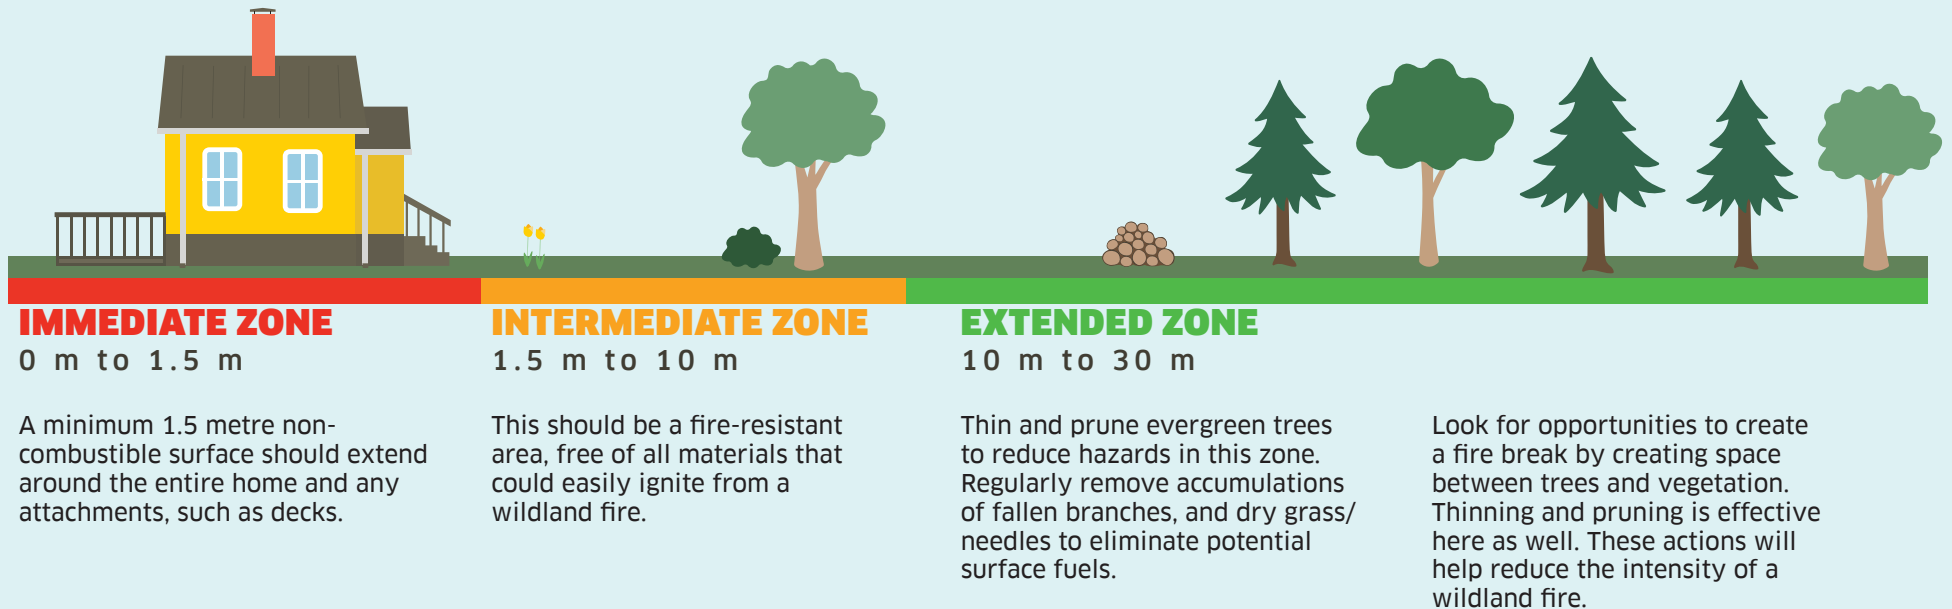 IMMEDIATE ZONE
0 m to 1.5 m
A minimum 1.5 metre non-
combustible surface should extend
around the entire home and any
attachments, such as decks.
INTERMEDIATE ZONE
1.5 m to 10 m
This should be a fire-resistant
area, free of all materials that
could easily ignite from a
wildland fire.
EXTENDED ZONE
10 m to 30 m
Thin and prune evergreen trees
to reduce hazards in this zone.
Regularly remove accumulations
of fallen branches, and dry grass/
needles to eliminate potential
surface fuels.
Look for opportunities to create
a fire break by creating space
between trees and vegetation.
Thinning and pruning is effective
here as well. These actions will
help reduce the intensity of a
wildland fire.